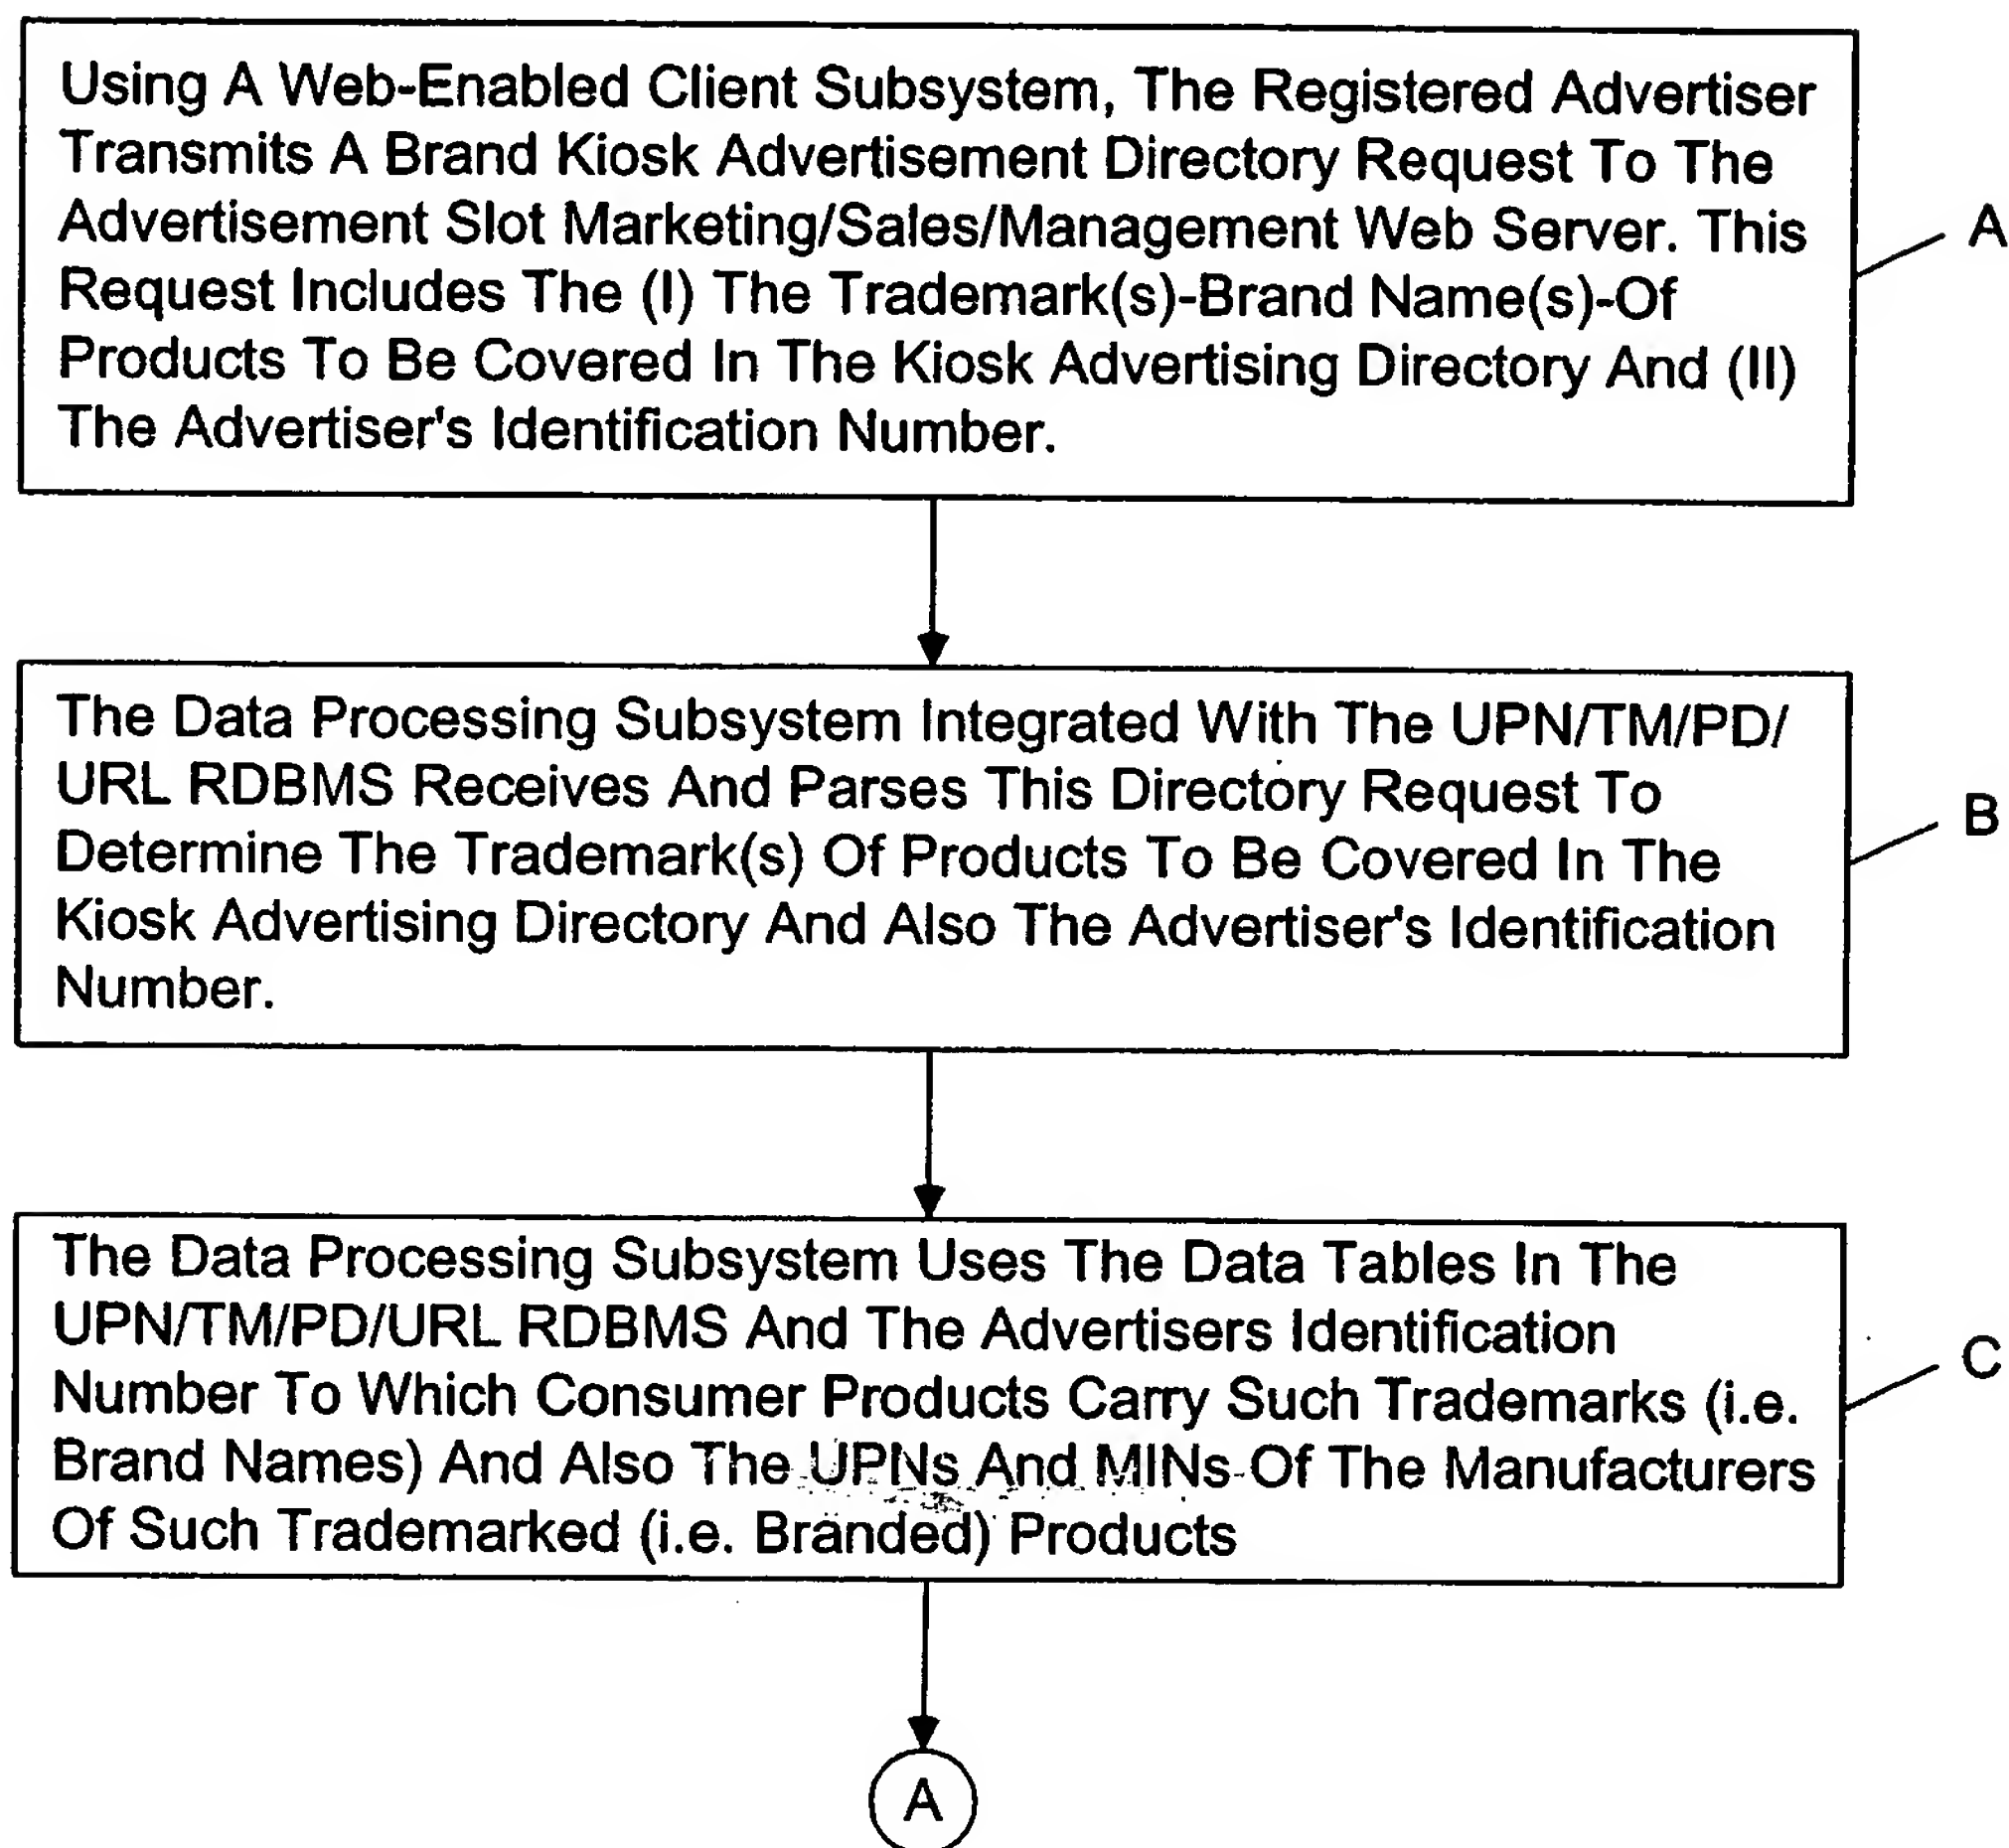 Using A Web-Enabled Client Subsystem, The Registered Advertiser
Transmits A Brand Kiosk Advertisement Directory Request To The
Advertisement Slot Marketing/Sales/Management Web Server. This
Request Includes The (I) The Trademark(s)-Brand Name(s)-Of
Products To Be Covered In The Kiosk Advertising Directory And (II)
The Advertiser's Identification Number.
A
The Data Processing Subsystem Integrated With The UPN/TM/PD/
URL RDBMS Receives And Parses This Directory Request To
Determine The Trademark(s) Of Products To Be Covered In The
Kiosk Advertising Directory And Also The Advertiser's Identification
Number.
B
The Data Processing Subsystem Uses The Data Tables In The
UPN/TM/PD/URL RDBMS And The Advertisers Identification
Number To Which Consumer Products Carry Such Trademarks (i.e.
Brand Names) And Also The UPNs And MINs Of The Manufacturers
Of Such Trademarked (i.e. Branded) Products
C
A